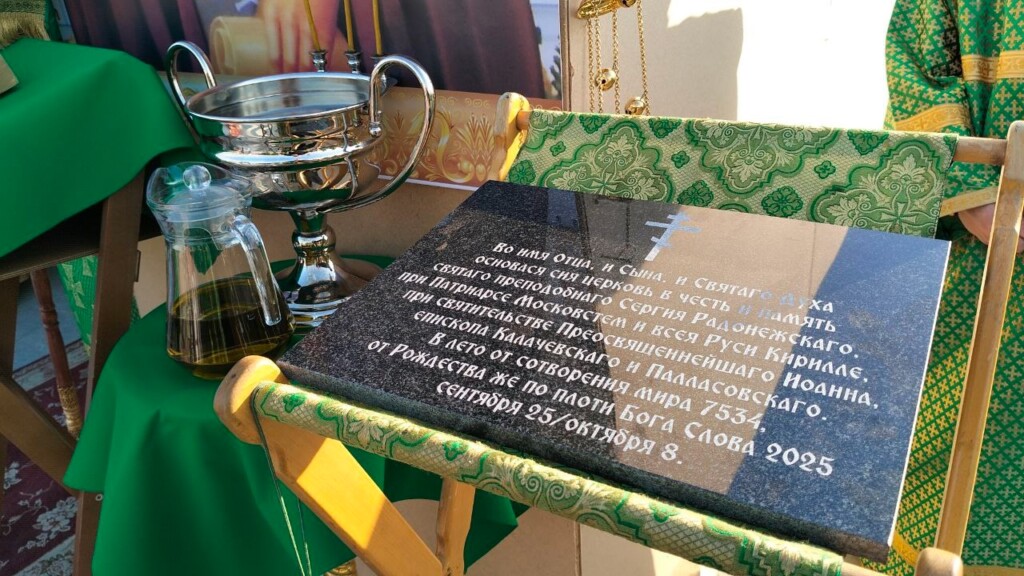 Во имя Отца, и Сына, и Святаго Духа
основася сия церковь в честь и память
святаго преподобнаго Сергия Радонежскаго,
при Патриарсе Московстем и всея Руси Кирилле,
при святительстве Преосвященнейшаго Иоанна,
епископа Калачевскаго и Палласовскаго,
в лето от сотворения мира 7534,
от Рождества же по плоти Бога Слова 2025
сентября 25/октября 8.